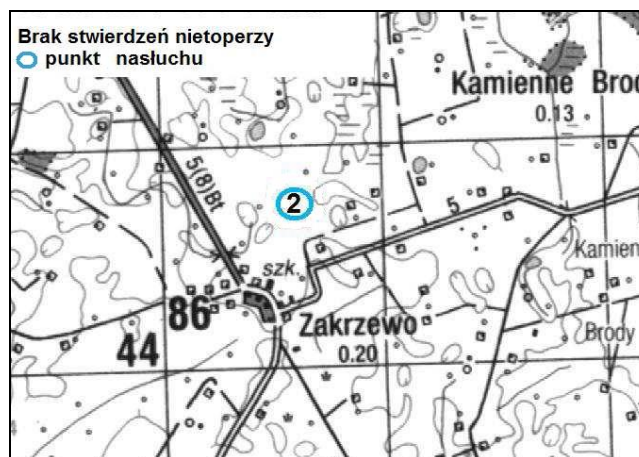 Brak stwierdzeń nietoperzy
punkt nasłuchu
Kamienne Brod
0.13
5(8)Bt
2
5
szk.
Kamien
86
Zakrzewo
44
0.20
Brody